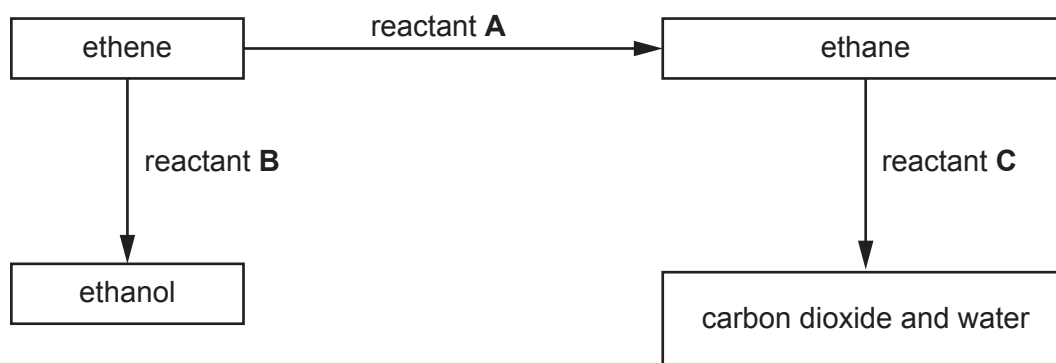 reactant A
ethene
ethane
reactant B
reactant C
ethanol
carbon dioxide and water